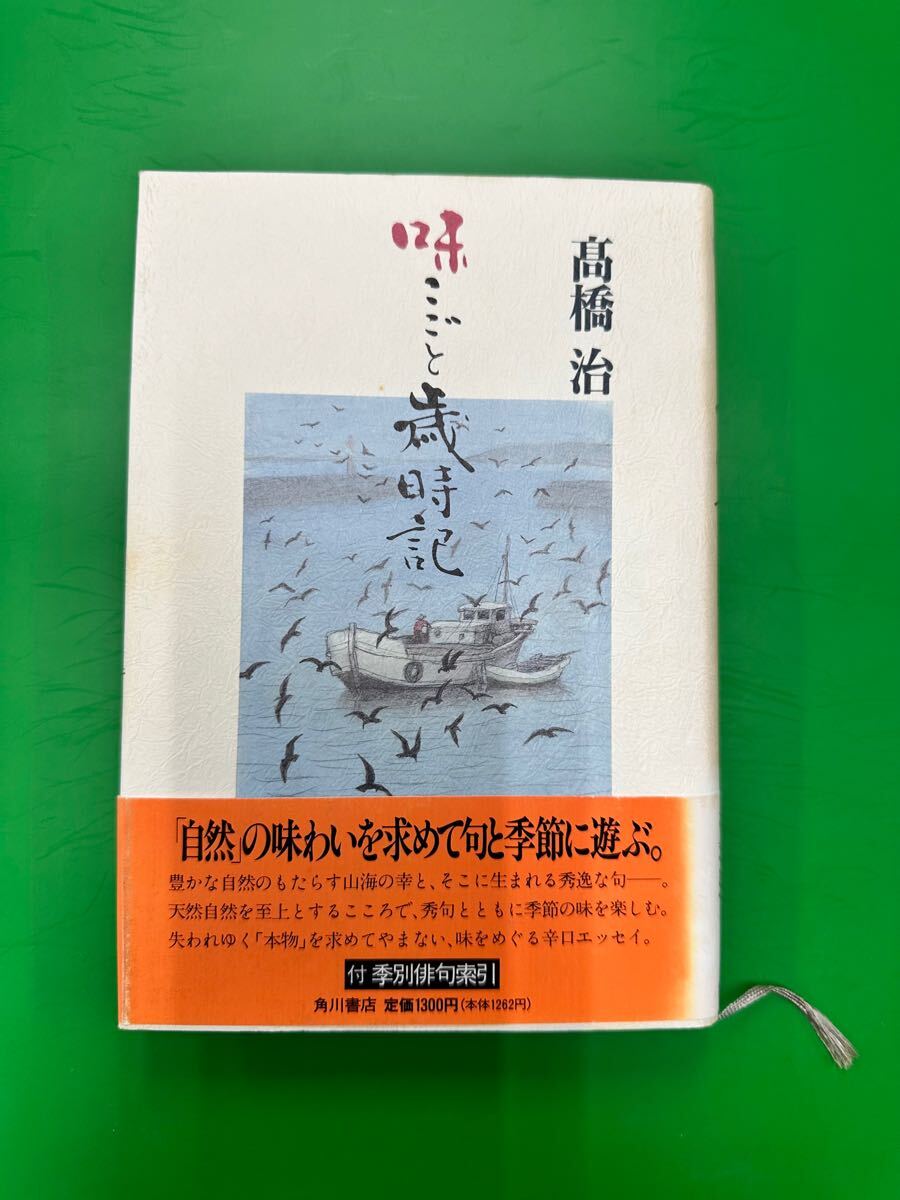 髙橋 治
味こごと歳時記
「自然」の味わいを求めて句と季節に遊ぶ。
豊かな自然のもたらす山海の幸と、そこに生まれる秀逸な句——。
天然自然を至上とするこころで、秀句とともに季節の味を楽しむ。
失われゆく「本物」を求めてやまない、味をめぐる辛口エッセイ。
付 季別俳句索引
角川書店 定価1300円(本体1262円)